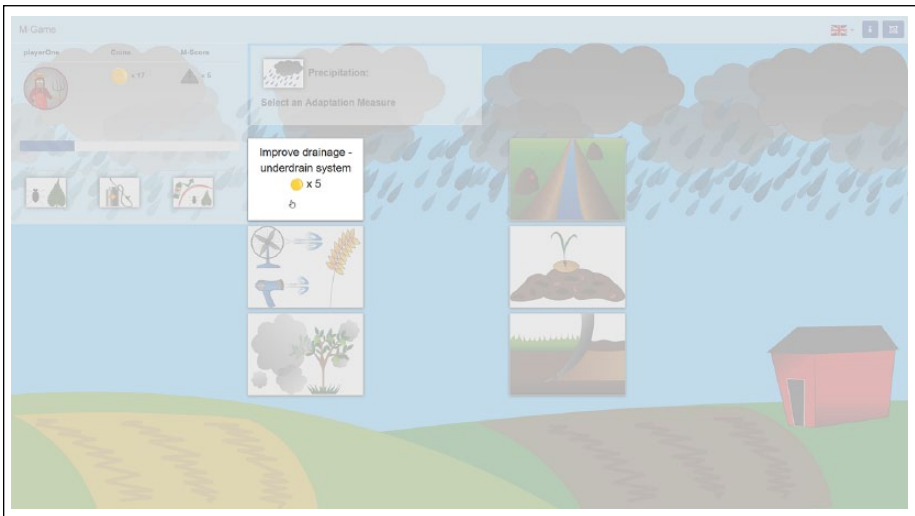 M-Game
playerOne Coins M-Score
x 17 x 5
Precipitation:
Select an Adaptation Measure
Improve drainage -
underdrain system
x 5